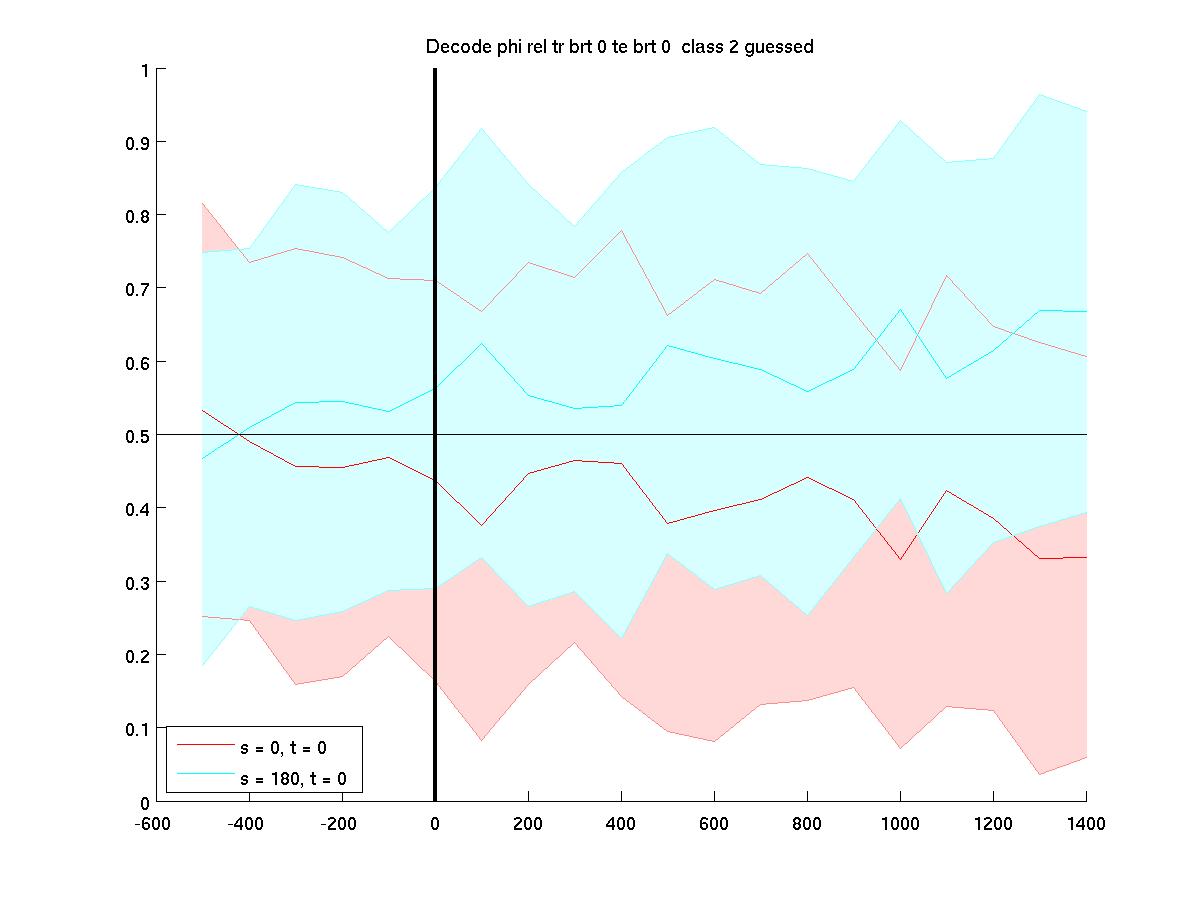 Decode phi rel tr brt 0 te brt 0  class 2 guessed
1
0.9
0.8
0.7
0.6
0.5
0.4
0.3
0.2
0.1
0
s = 0, t = 0
s = 180, t = 0
-600 -400 -200 0 200 400 600 800 1000 1200 1400